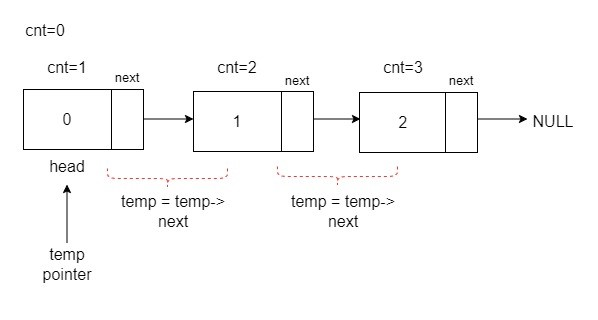 cnt=0
cnt=1 cnt=2 cnt=3
next next next
0 1 2 NULL
head
temp = temp-> temp = temp->
next next
temp
pointer